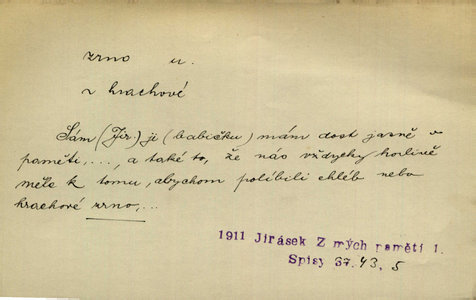 zrno n.
z hrachové
Sám (Jir.) ji (babičku) mám dost jasně v
paměti,..., a také to, že nás vždycky horlivě
měla k tomu, abychom políbili chléb nebo
hrachové zrno,...
1911 Jirásek Z mých pamětí 1.
Spisy 37. 43, 5